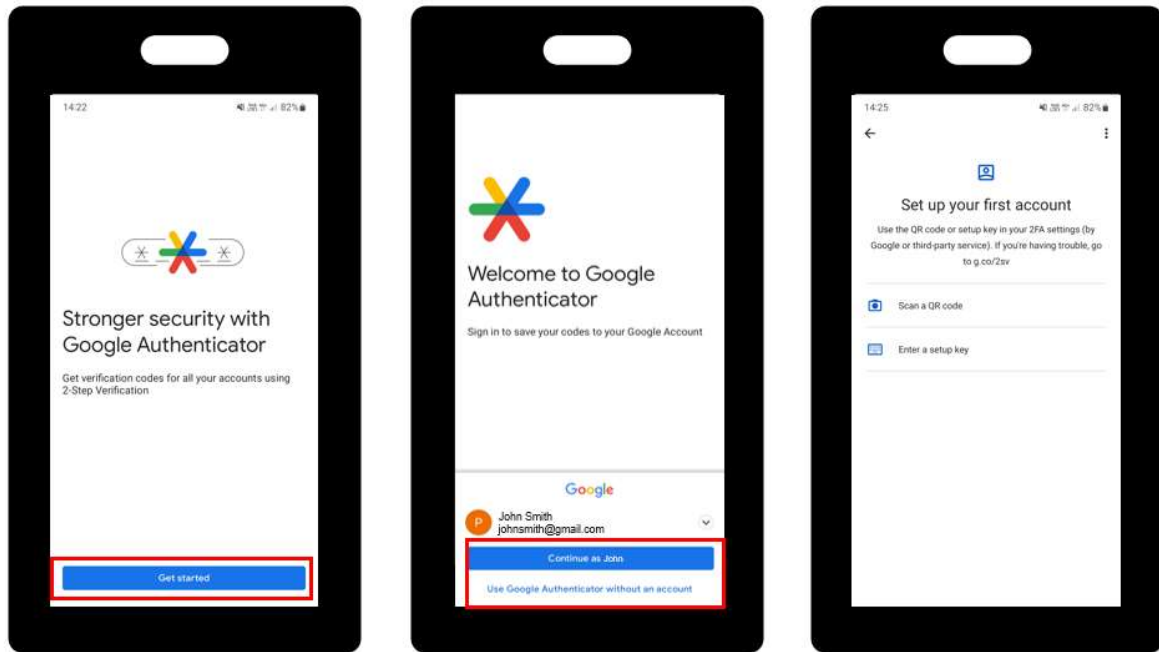 14:22
82%
Stronger security with
Google Authenticator
Get verification codes for all your accounts using
2-Step Verification
Get started
Welcome to Google
Authenticator
Sign in to save your codes to your Google Account
Google
P
John Smith
johnsmith@gmail.com
Continue as John
Use Google Authenticator without an account
14:25
82%
Set up your first account
Use the QR code or setup key in your 2FA settings (by
Google or third-party service). If you're having trouble, go
to g.co/2sv
Scan a QR code
Enter a setup key